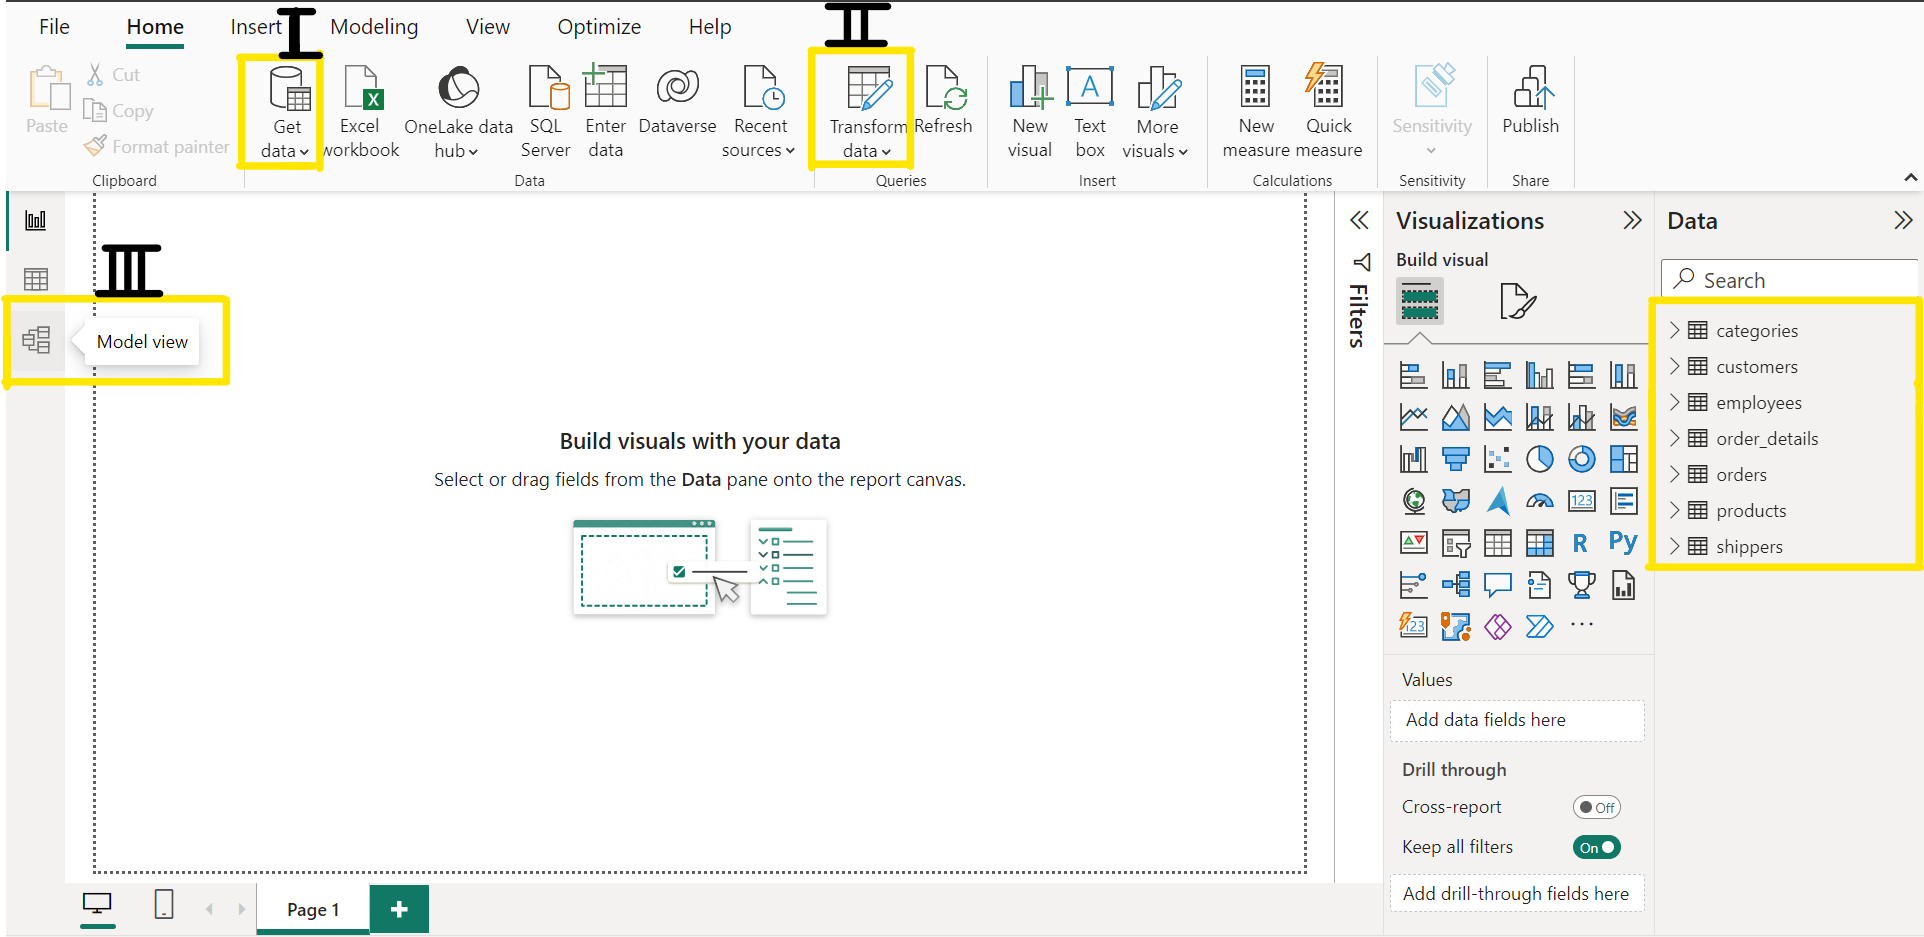 File Home Insert Modeling View Optimize Help
I
II
Paste
Cut
Copy
Format painter
Clipboard
Get
data
Excel
workbook
OneLake data
hub
SQL
Server
Enter
data
Dataverse
Recent
sources
Data
Transform
data
Refresh
Queries
New
visual
A
Text
box
More
visuals
Insert
New
measure
Quick
measure
Calculations
Sensitivity
Sensitivity
Publish
Share
III
Model view
Build visuals with your data
Select or drag fields from the Data pane onto the report canvas.
Filters
Visualizations
Build visual
123
R
Py
123
Values
Add data fields here
Drill through
Cross-report
Off
Keep all filters
On
Add drill-through fields here
Data
Search
categories
customers
employees
order_details
orders
products
shippers
Page 1